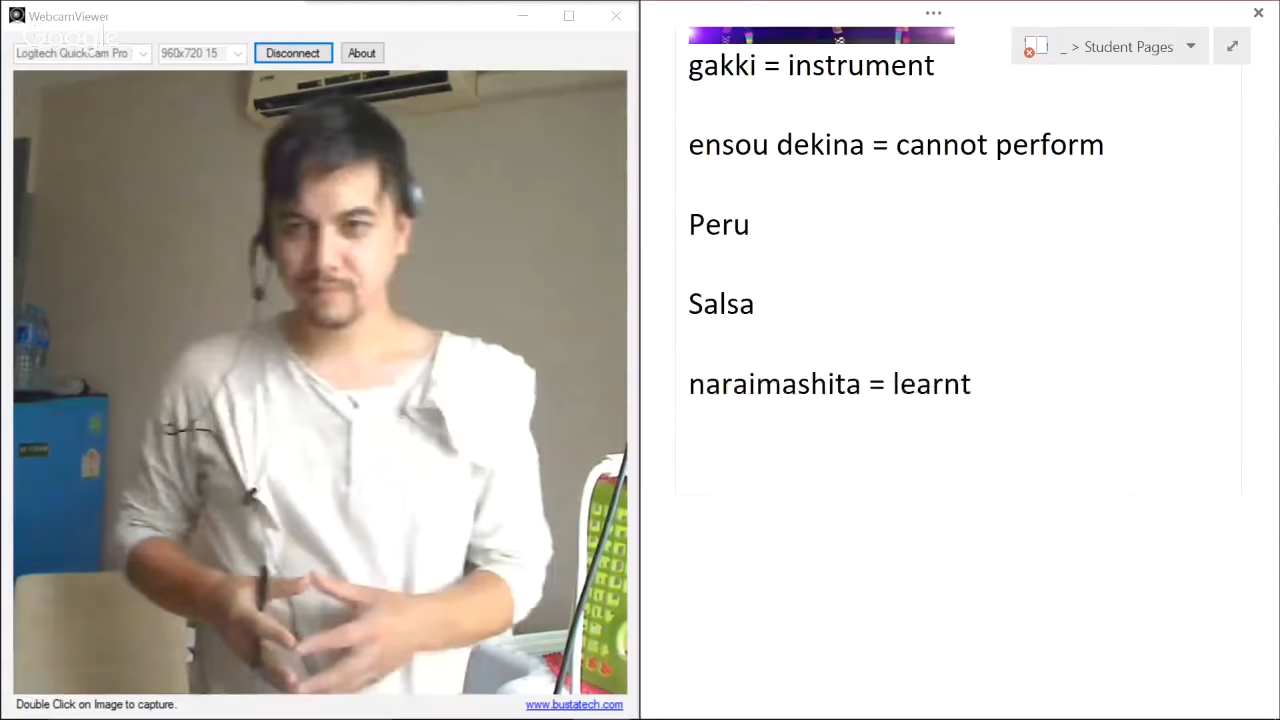 WebcamViewer
Google
Logitech QuickCam Pro
960x720 15
Disconnect
About
Double Click on Image to capture.
www.bustatech.com
_ > Student Pages
gakki = instrument
ensou dekina = cannot perform
Peru
Salsa
naraimashita = learnt